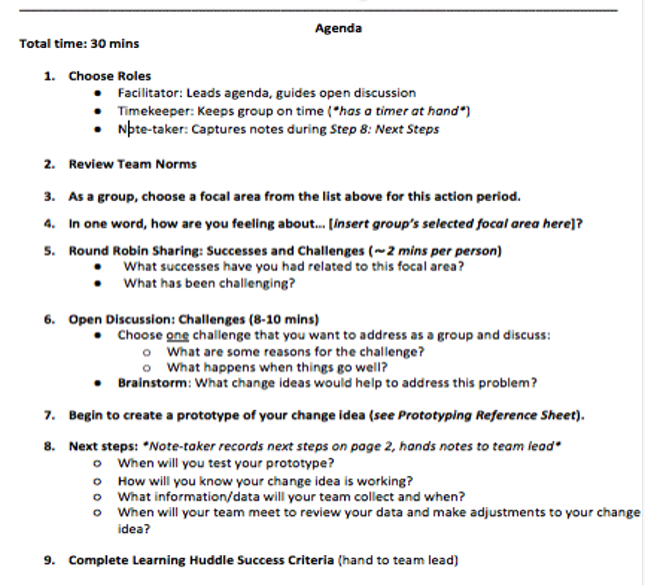 Agenda
Total time: 30 mins
1. Choose Roles
• Facilitator: Leads agenda, guides open discussion
• Timekeeper: Keeps group on time (*has a timer at hand*)
• Note-taker: Captures notes during Step 8: Next Steps
2. Review Team Norms
3. As a group, choose a focal area from the list above for this action period.
4. In one word, how are you feeling about... [insert group's selected focal area here]?
5. Round Robin Sharing: Successes and Challenges (~2 mins per person)
• What successes have you had related to this focal area?
• What has been challenging?
6. Open Discussion: Challenges (8-10 mins)
• Choose one challenge that you want to address as a group and discuss:
o What are some reasons for the challenge?
o What happens when things go well?
• Brainstorm: What change ideas would help to address this problem?
7. Begin to create a prototype of your change idea (see Prototyping Reference Sheet).
8. Next steps: *Note-taker records next steps on page 2, hands notes to team lead*
o When will you test your prototype?
o How will you know your change idea is working?
o What information/data will your team collect and when?
o When will your team meet to review your data and make adjustments to your change
idea?
9. Complete Learning Huddle Success Criteria (hand to team lead)